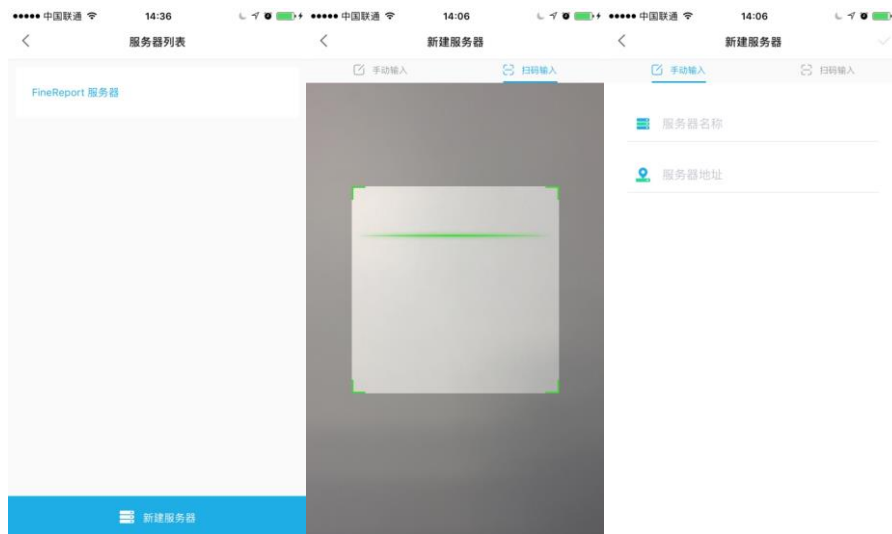 中国联通 14:36
服务器列表
FineReport 服务器
新建服务器
中国联通 14:06
新建服务器
手动输入 扫码输入
中国联通 14:06
新建服务器
手动输入 扫码输入
服务器名称
服务器地址